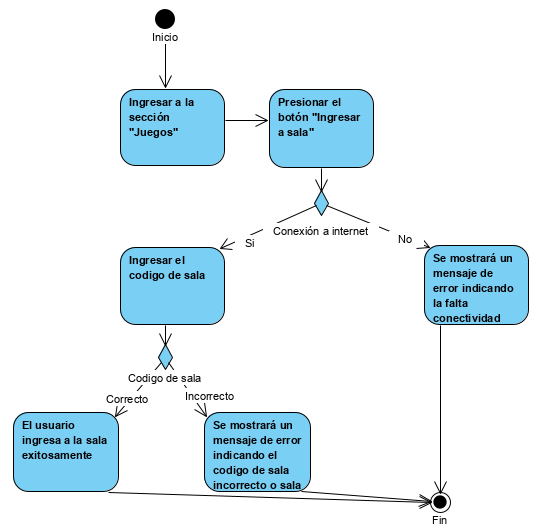 Inicio
Ingresar a la
sección
"Juegos"
Presionar el
botón "Ingresar
a sala"
Conexión a internet
Si
No
Ingresar el
codigo de sala
Se mostrará un
mensaje de
error indicando
la falta
conectividad
Codigo de sala
Correcto
Incorrecto
El usuario
ingresa a la sala
exitosamente
Se mostrará un
mensaje de error
indicando el
codigo de sala
incorrecto o sala
Fin